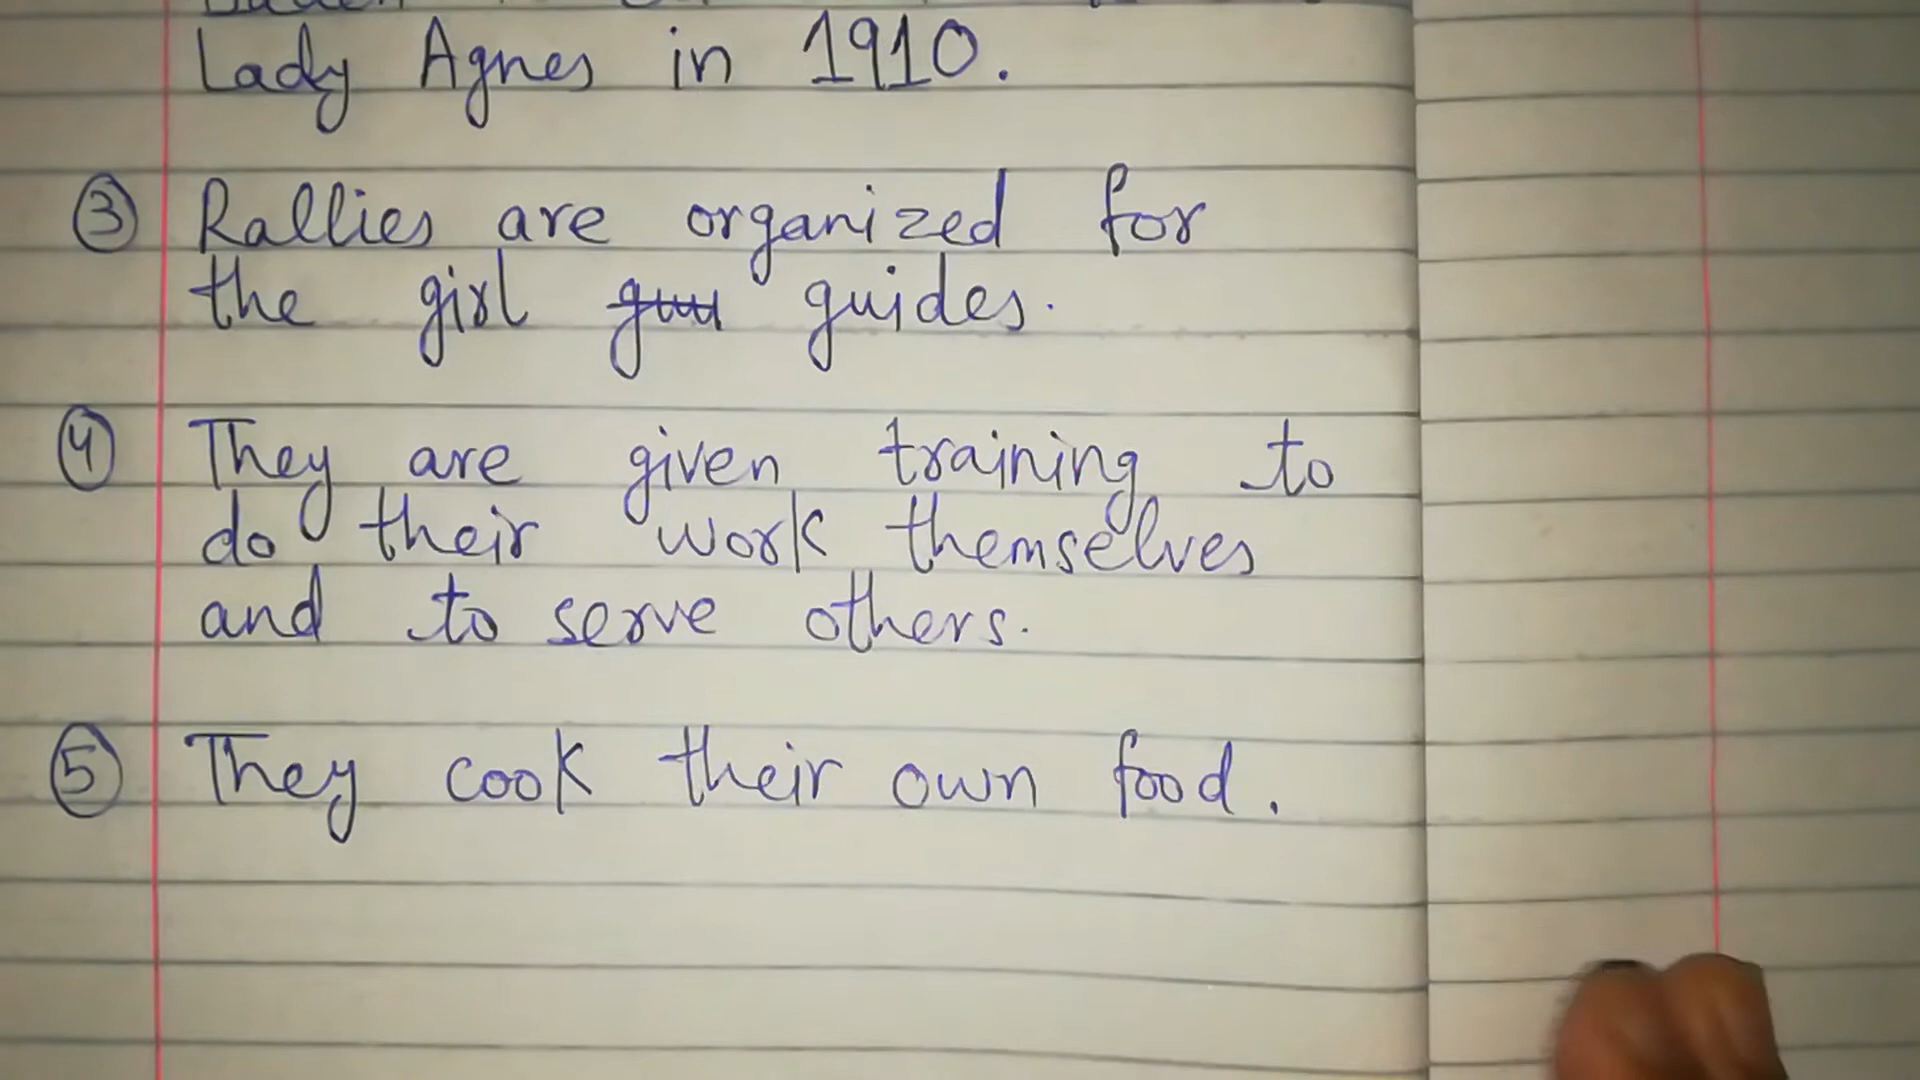 Lady Agnes in 1910.
③ Rallies are organized for
the girl guides.
④ They are given training to
do their work themselves
and to serve others.
⑤ They cook their own food.